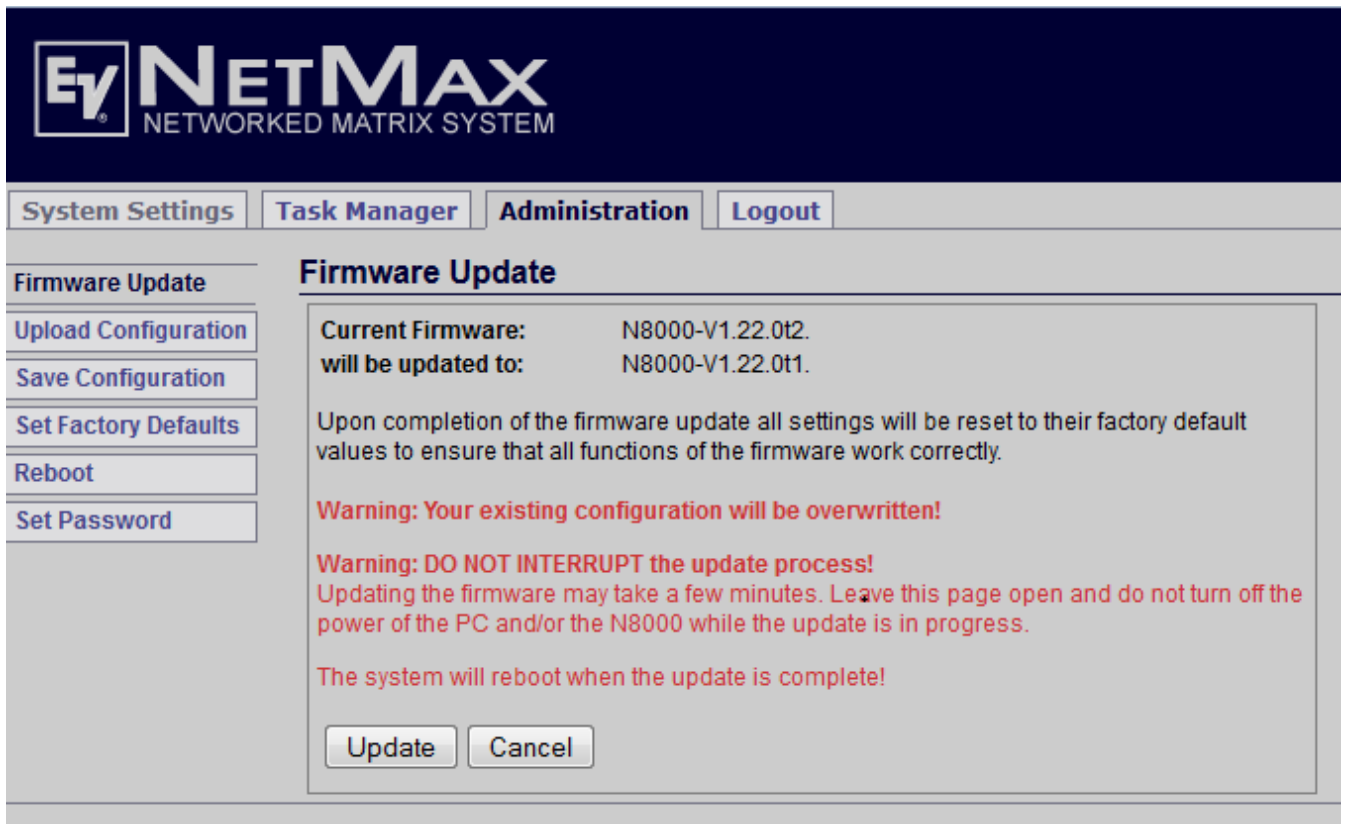 EV NETMAX
NETWORKED MATRIX SYSTEM
System Settings Task Manager Administration Logout
Firmware Update
Upload Configuration
Save Configuration
Set Factory Defaults
Reboot
Set Password
Firmware Update
Current Firmware: N8000-V1.22.0t2.
will be updated to: N8000-V1.22.0t1.
Upon completion of the firmware update all settings will be reset to their factory default
values to ensure that all functions of the firmware work correctly.
Warning: Your existing configuration will be overwritten!
Warning: DO NOT INTERRUPT the update process!
Updating the firmware may take a few minutes. Leave this page open and do not turn off the
power of the PC and/or the N8000 while the update is in progress.
The system will reboot when the update is complete!
Update Cancel